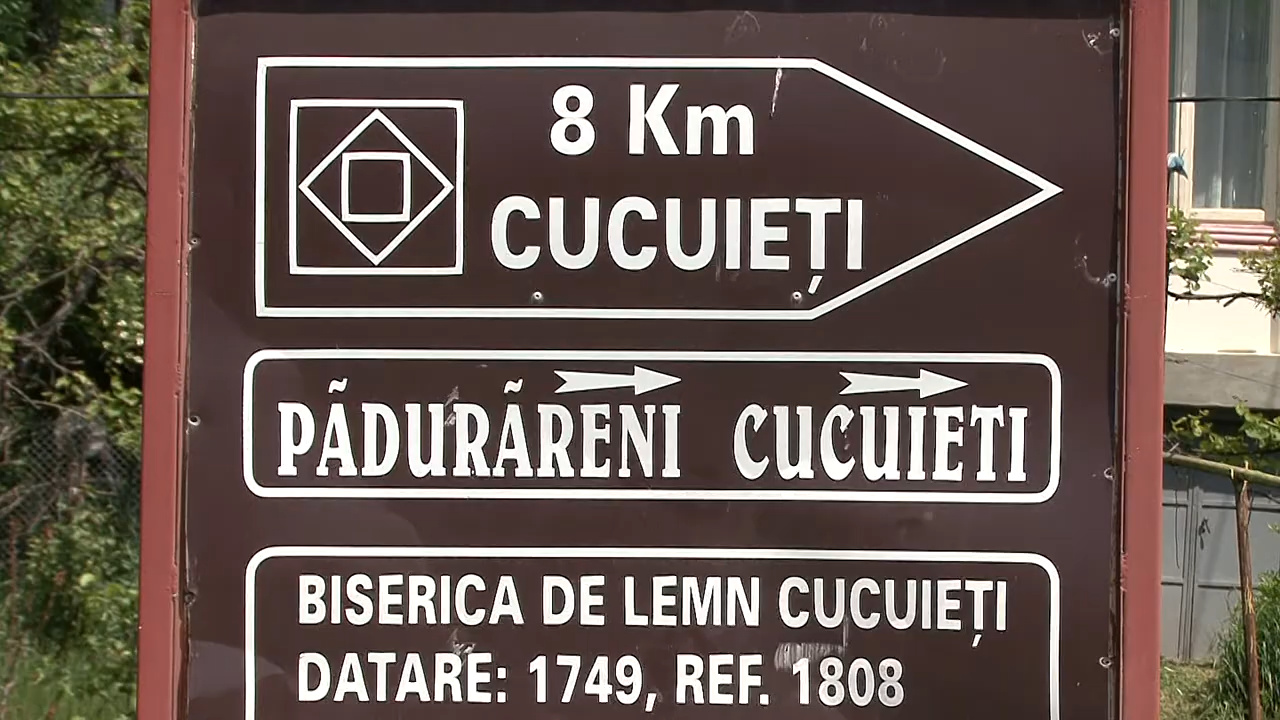 8 Km
CUCUIEȚI
PÃDURÃRENI CUCUIETI
BISERICA DE LEMN CUCUIEȚI
DATARE: 1749, REF. 1808